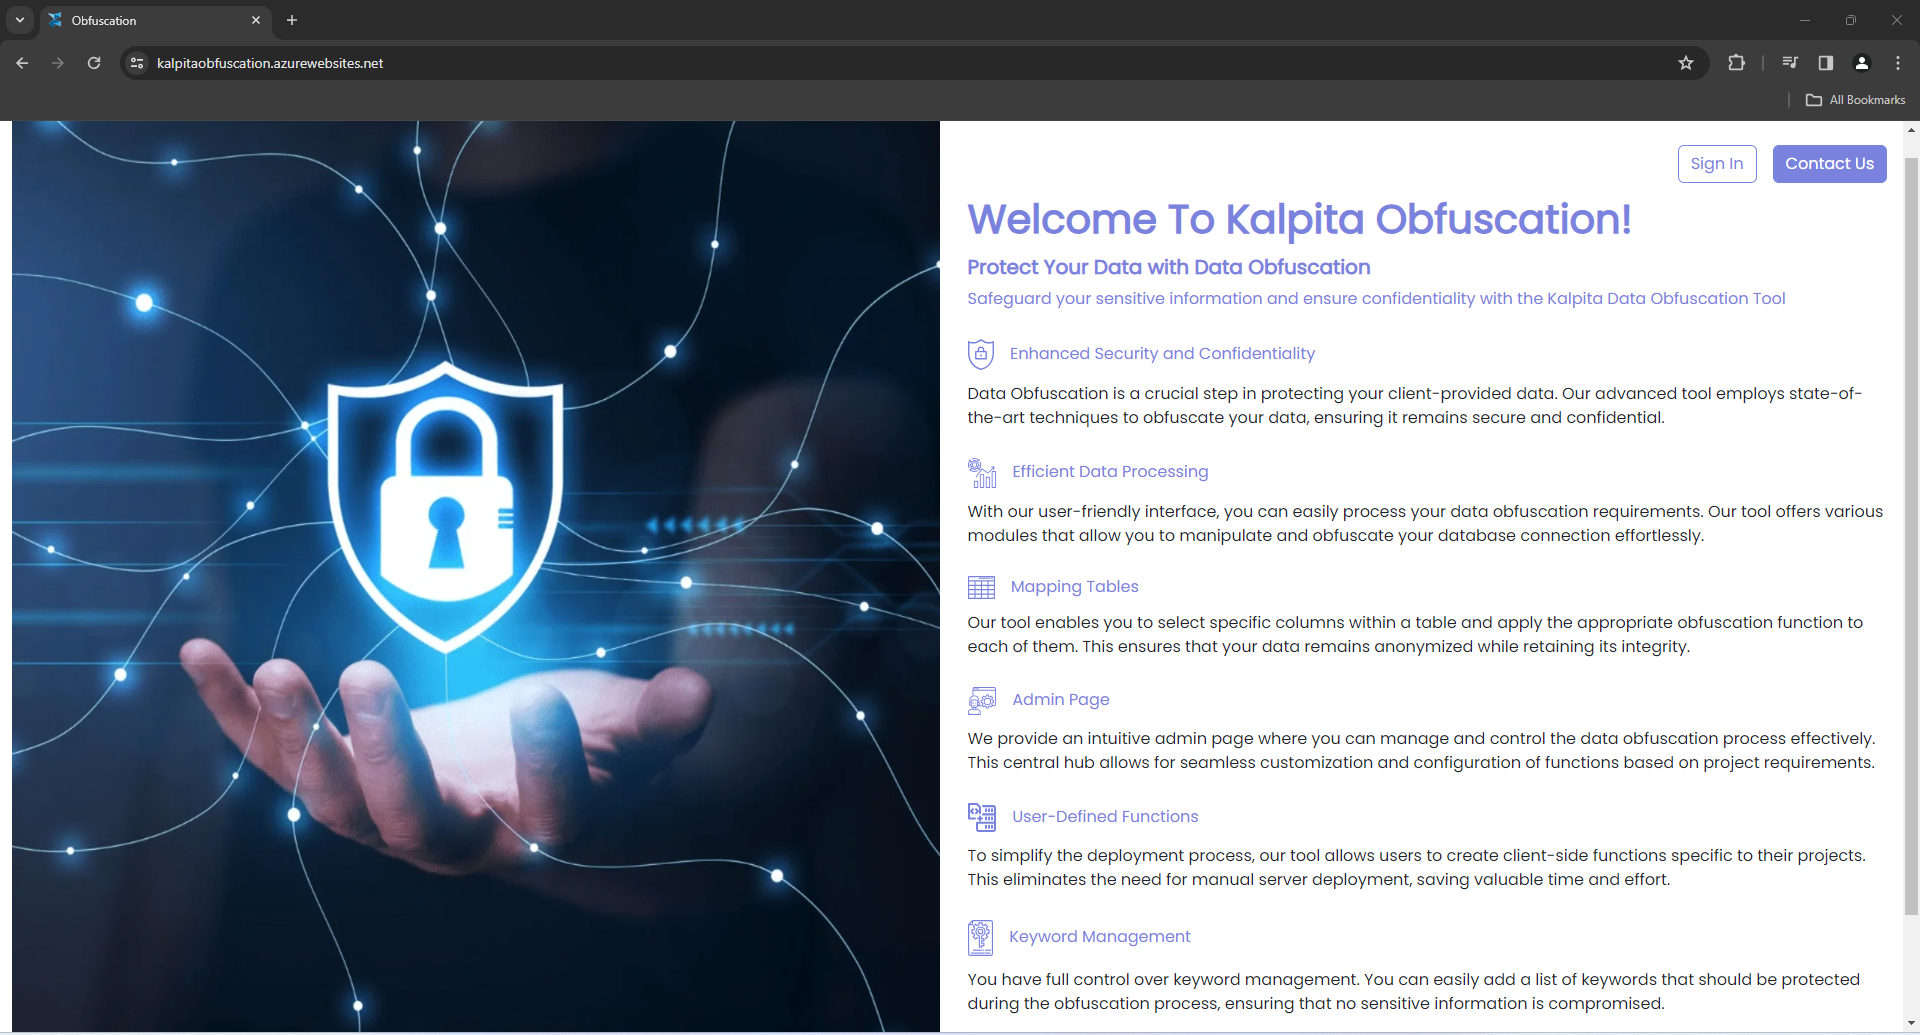 Obfuscation
kalpitaobfuscation.azurewebsites.net
All Bookmarks
Sign In
Contact Us
Welcome To Kalpita Obfuscation!
Protect Your Data with Data Obfuscation
Safeguard your sensitive information and ensure confidentiality with the Kalpita Data Obfuscation Tool
Enhanced Security and Confidentiality
Data Obfuscation is a crucial step in protecting your client-provided data. Our advanced tool employs state-of-
the-art techniques to obfuscate your data, ensuring it remains secure and confidential.
Efficient Data Processing
With our user-friendly interface, you can easily process your data obfuscation requirements. Our tool offers various
modules that allow you to manipulate and obfuscate your database connection effortlessly.
Mapping Tables
Our tool enables you to select specific columns within a table and apply the appropriate obfuscation function to
each of them. This ensures that your data remains anonymized while retaining its integrity.
Admin Page
We provide an intuitive admin page where you can manage and control the data obfuscation process effectively.
This central hub allows for seamless customization and configuration of functions based on project requirements.
User-Defined Functions
To simplify the deployment process, our tool allows users to create client-side functions specific to their projects.
This eliminates the need for manual server deployment, saving valuable time and effort.
Keyword Management
You have full control over keyword management. You can easily add a list of keywords that should be protected
during the obfuscation process, ensuring that no sensitive information is compromised.